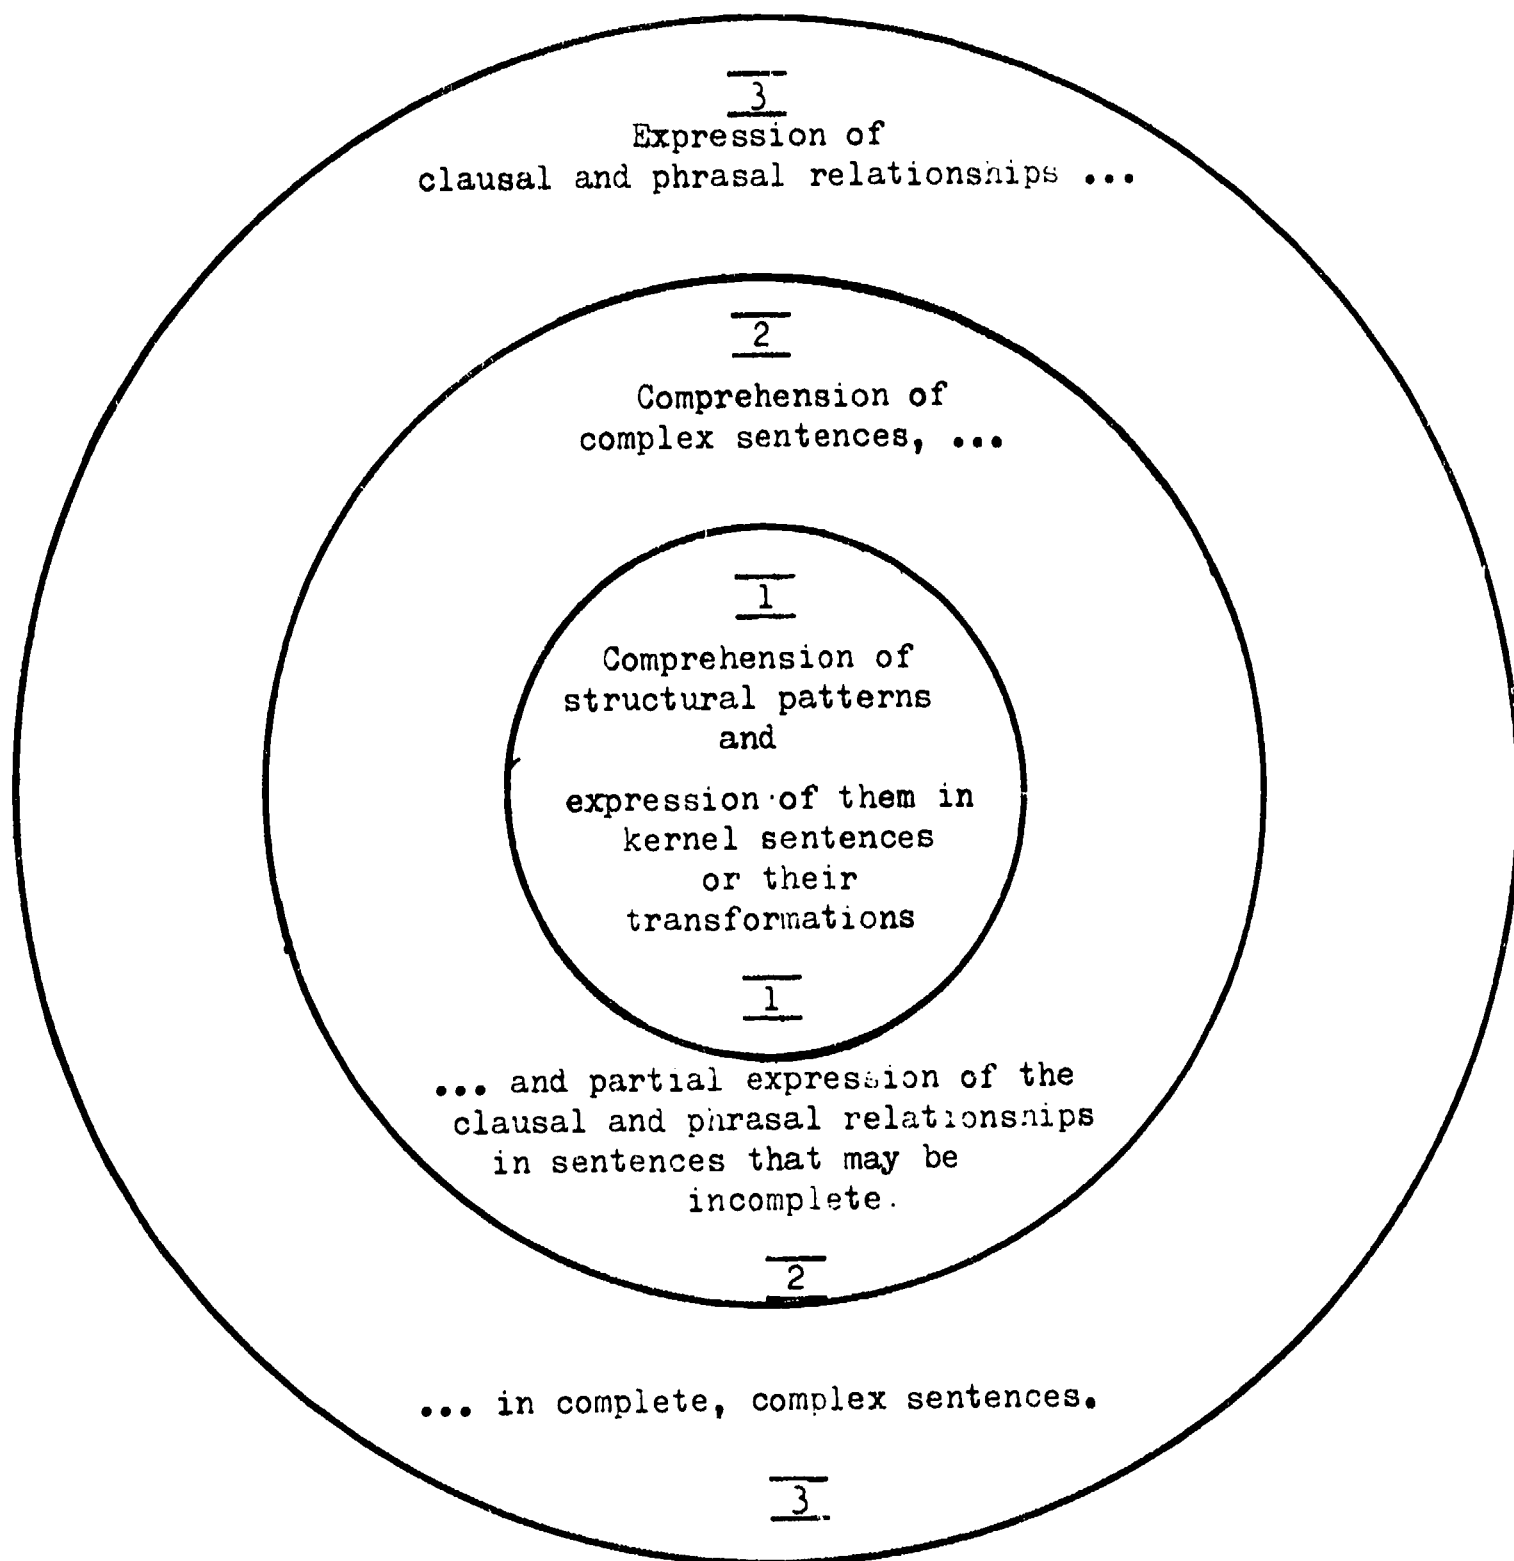 3
Expression of
clausal and phrasal relationships ...
2
Comprehension of
complex sentences, ...
1
Comprehension of
structural patterns
and
expression of them in
kernel sentences
or their
transformations
1
... and partial expression of the
clausal and phrasal relationships
in sentences that may be
incomplete.
2
... in complete, complex sentences.
3